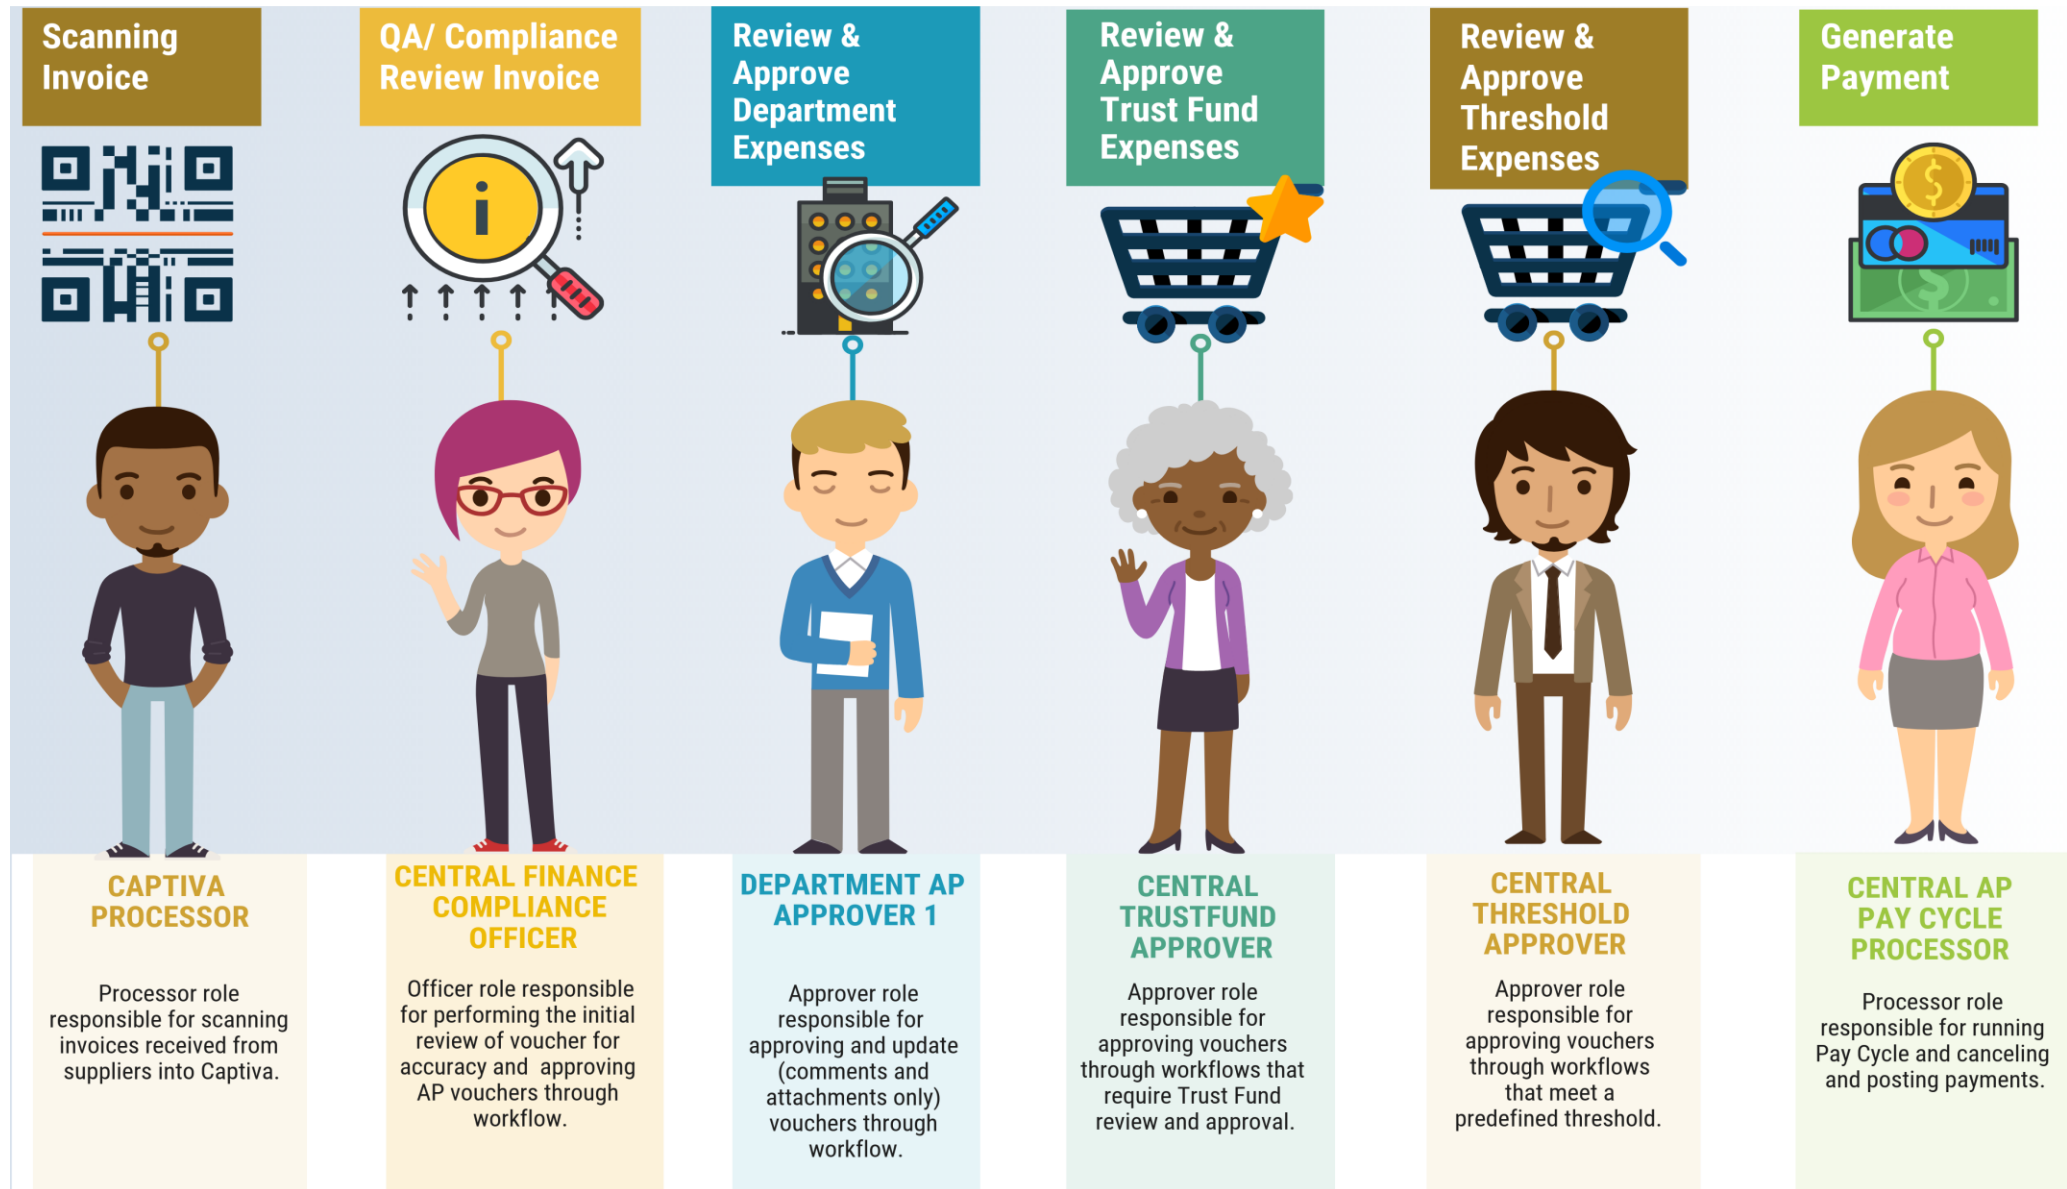 Scanning
Invoice
QA/ Compliance
Review Invoice
Review &
Approve
Department
Expenses
Review &
Approve
Trust Fund
Expenses
Review &
Approve
Threshold
Expenses
Generate
Payment
i
$
$
CAPTIVA
PROCESSOR
Processor role
responsible for scanning
invoices received from
suppliers into Captiva.
CENTRAL FINANCE
COMPLIANCE
OFFICER
Officer role responsible
for performing the initial
review of voucher for
accuracy and approving
AP vouchers through
workflow.
DEPARTMENT AP
APPROVER 1
Approver role
responsible for
approving and update
(comments and
attachments only)
vouchers through
workflow.
CENTRAL
TRUSTFUND
APPROVER
Approver role
responsible for
approving vouchers
through workflows that
require Trust Fund
review and approval.
CENTRAL
THRESHOLD
APPROVER
Approver role
responsible for
approving vouchers
through workflows
that meet a
predefined threshold.
CENTRAL AP
PAY CYCLE
PROCESSOR
Processor role
responsible for running
Pay Cycle and canceling
and posting payments.